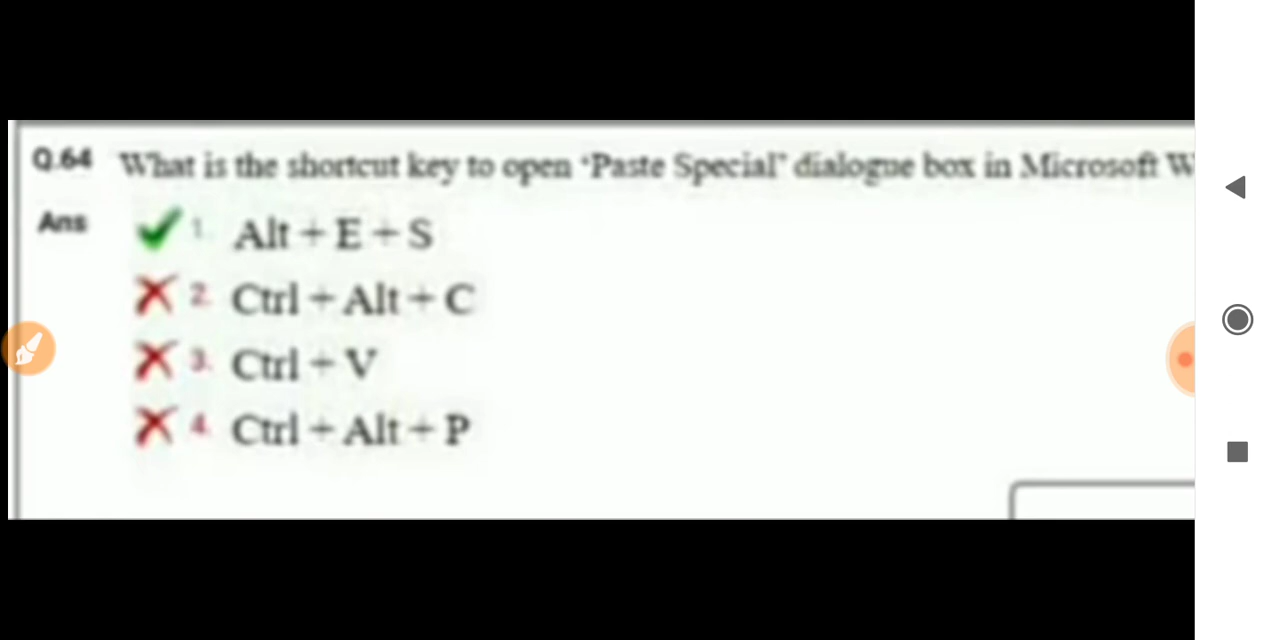 Q.64 What is the shortcut key to open 'Paste Special' dialogue box in Microsoft W
Ans 1. Alt + E + S
2. Ctrl + Alt + C
3. Ctrl + V
4. Ctrl + Alt + P